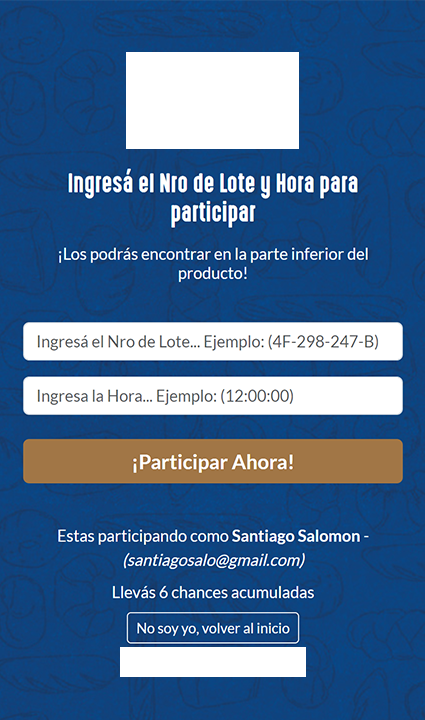 Ingresá el Nro de Lote y Hora para
participar
¡Los podrás encontrar en la parte inferior del
producto!
Ingresá el Nro de Lote... Ejemplo: (4F-298-247-B)
Ingresa la Hora... Ejemplo: (12:00:00)
¡Participar Ahora!
Estas participando como Santiago Salomon -
(santiagosalo@gmail.com)
Llevás 6 chances acumuladas
No soy yo, volver al inicio